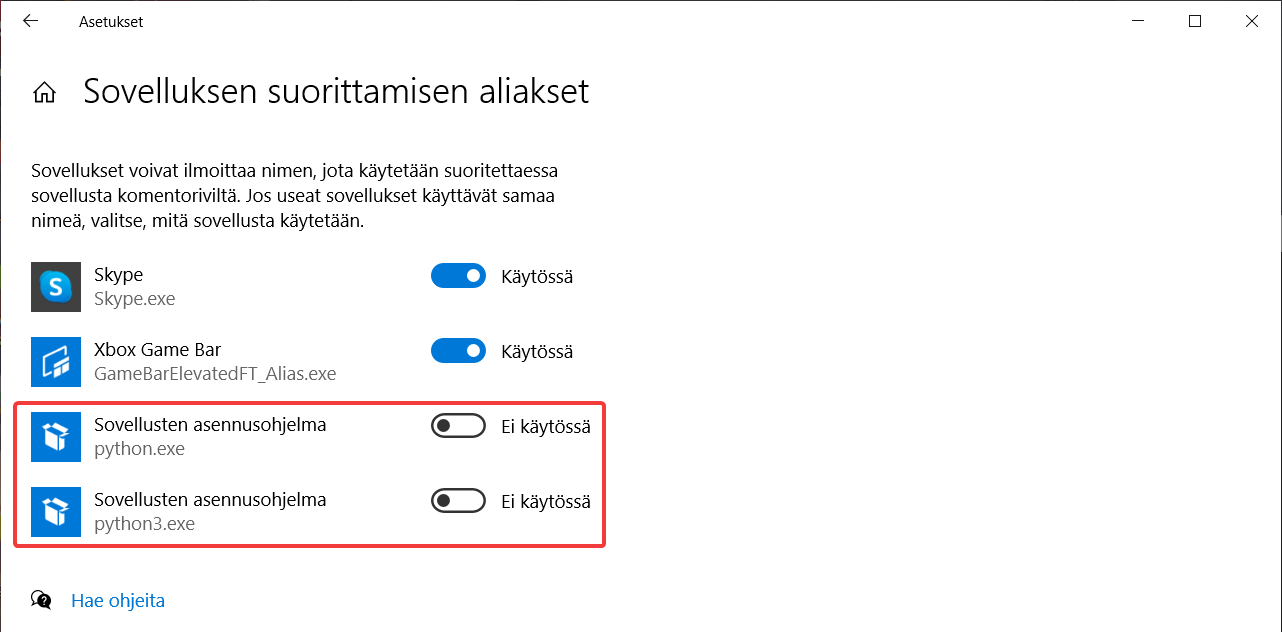 Asetukset
Sovelluksen suorittamisen aliakset
Sovellukset voivat ilmoittaa nimen, jota käytetään suoritettaessa
sovellusta komentoriviltä. Jos useat sovellukset käyttävät samaa
nimeä, valitse, mitä sovellusta käytetään.
Skype
Käytössä
Skype.exe
Xbox Game Bar
Käytössä
GameBarElevatedFT_Alias.exe
Sovellusten asennusohjelma
Ei käytössä
python.exe
Sovellusten asennusohjelma
Ei käytössä
python3.exe
Hae ohjeita